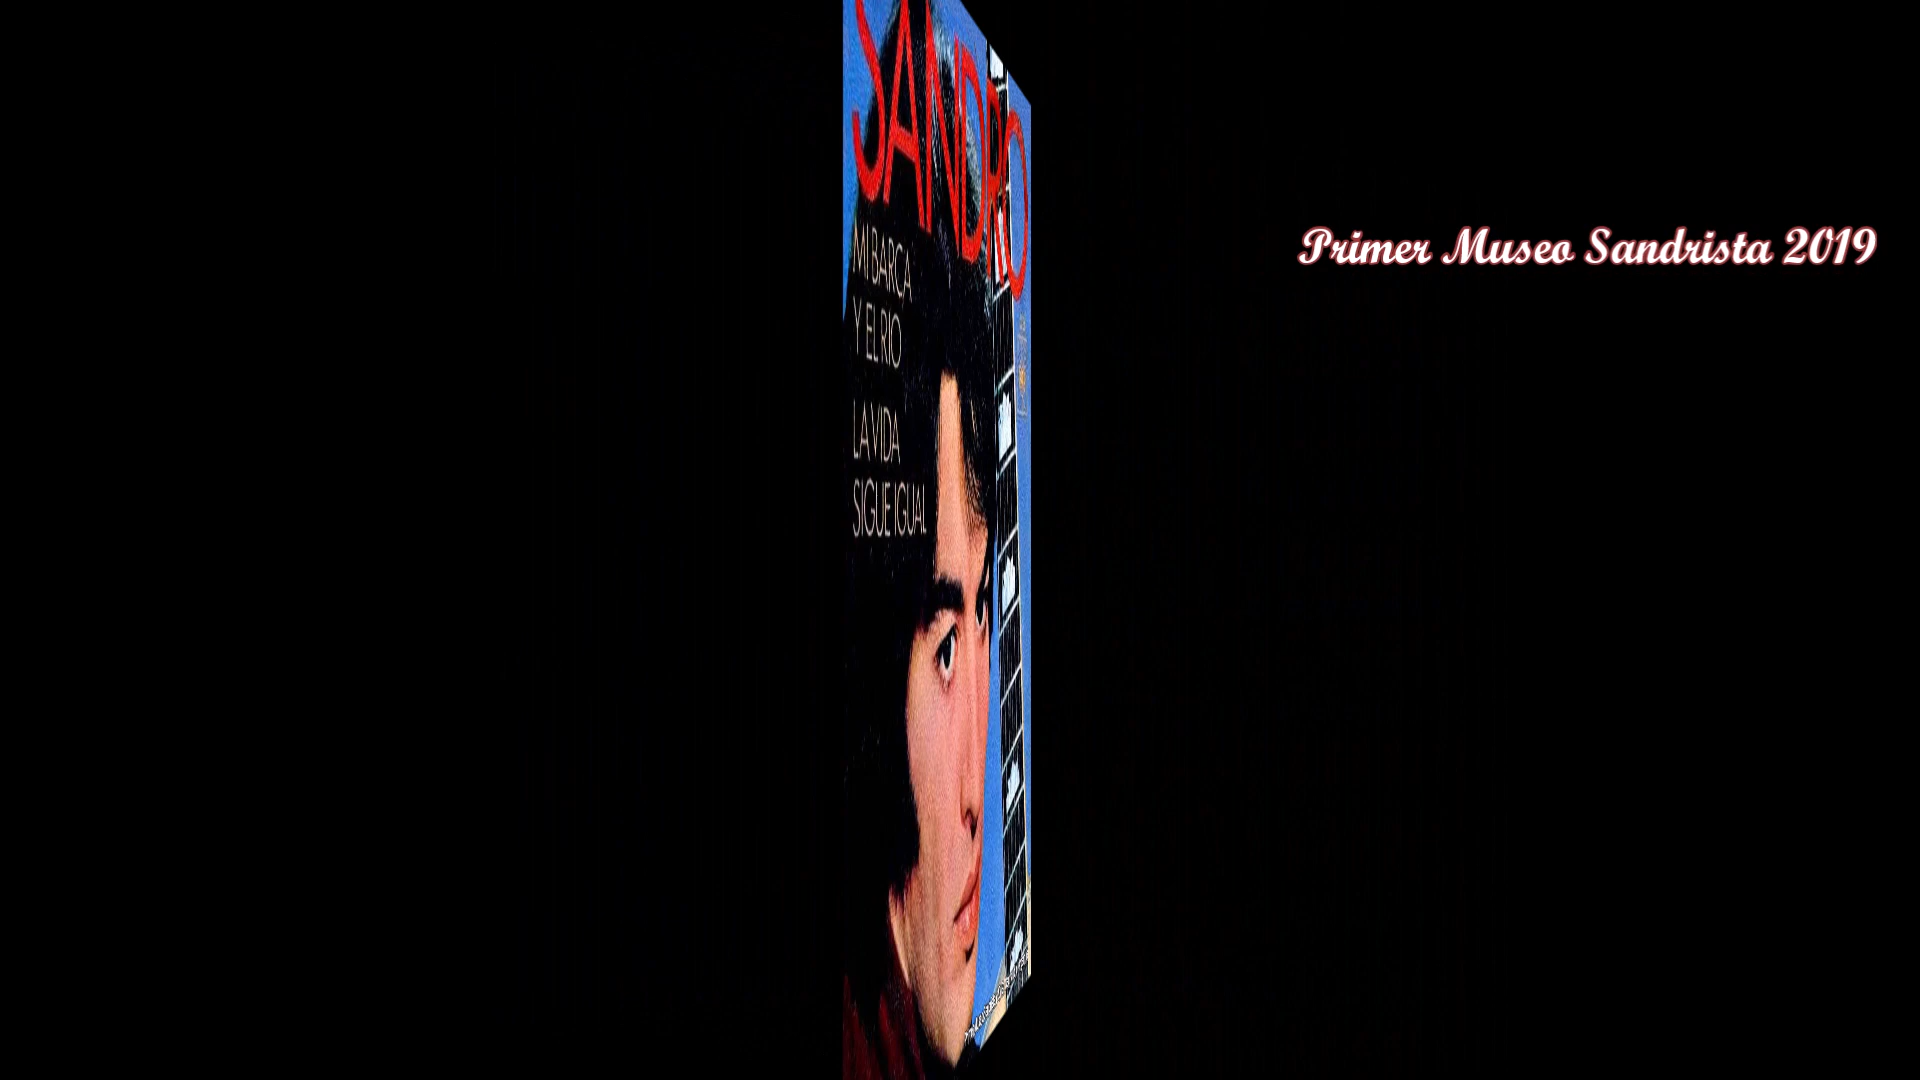 SANDRO
MI BARCA
Y EL RIO
LA VIDA
SIGUE IGUAL
Primer Museo Sandrista 2019